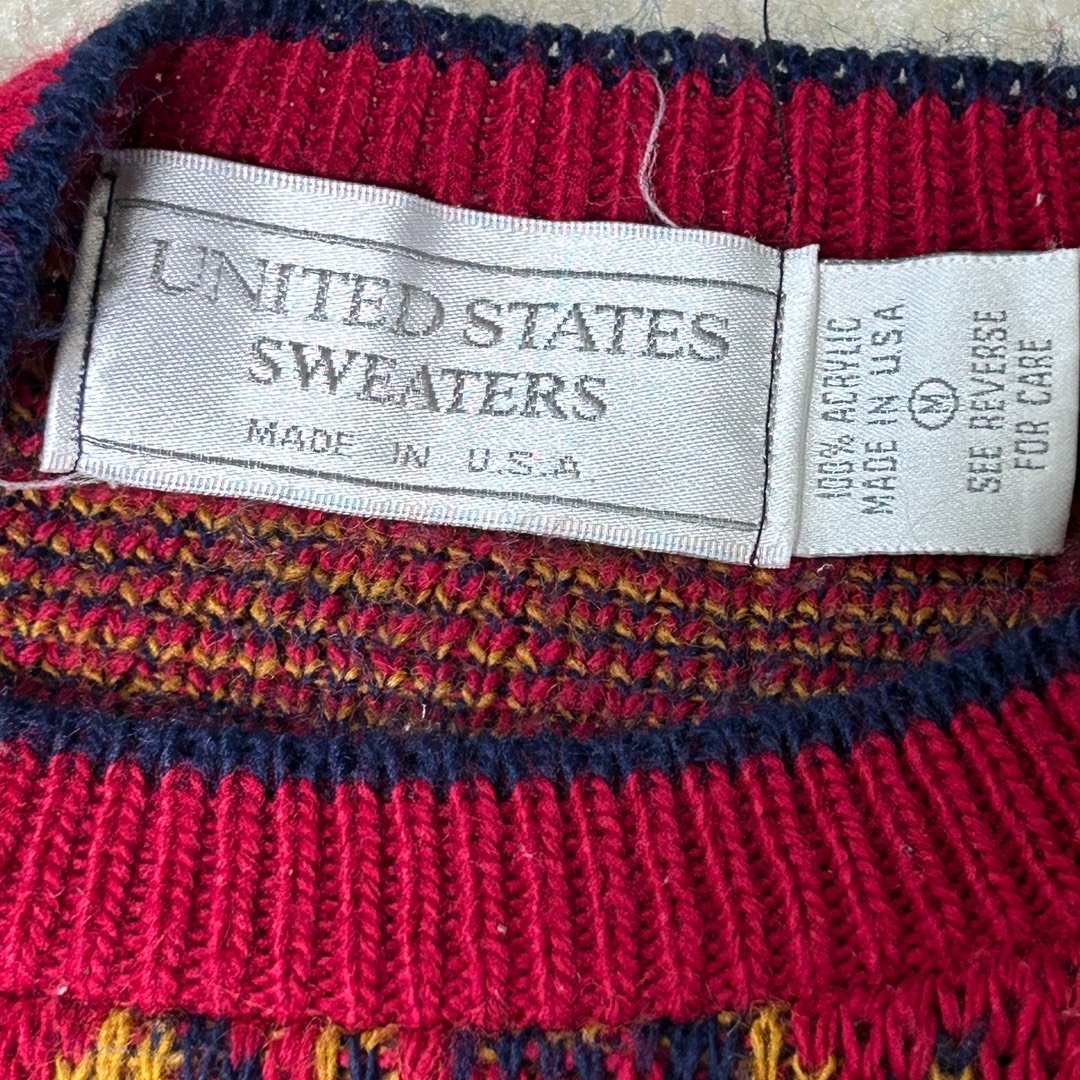 UNITED STATES
SWEATERS
MADE IN U.S.A
100% ACRYLIC
MADE IN USA
M
SEE REVERSE
FOR CARE